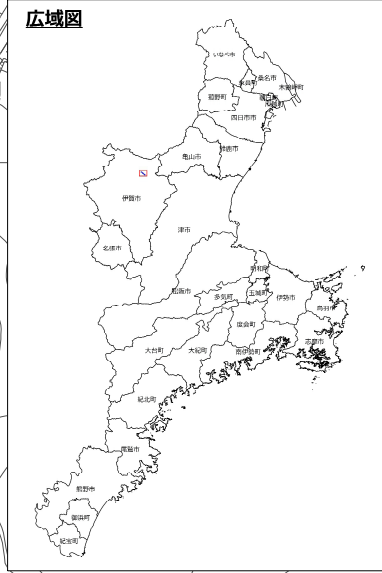 広域図
いなべ市
桑名市
東員町
木曽岬町
菰野町
朝日町
川越町
四日市市
亀山市
鈴鹿市
伊賀市
津市
名張市
明和町
松阪市
多気町
玉城町
伊勢市
鳥羽市
度会町
志摩市
大台町
大紀町
南伊勢町
紀北町
尾鷲市
熊野市
御浜町
紀宝町